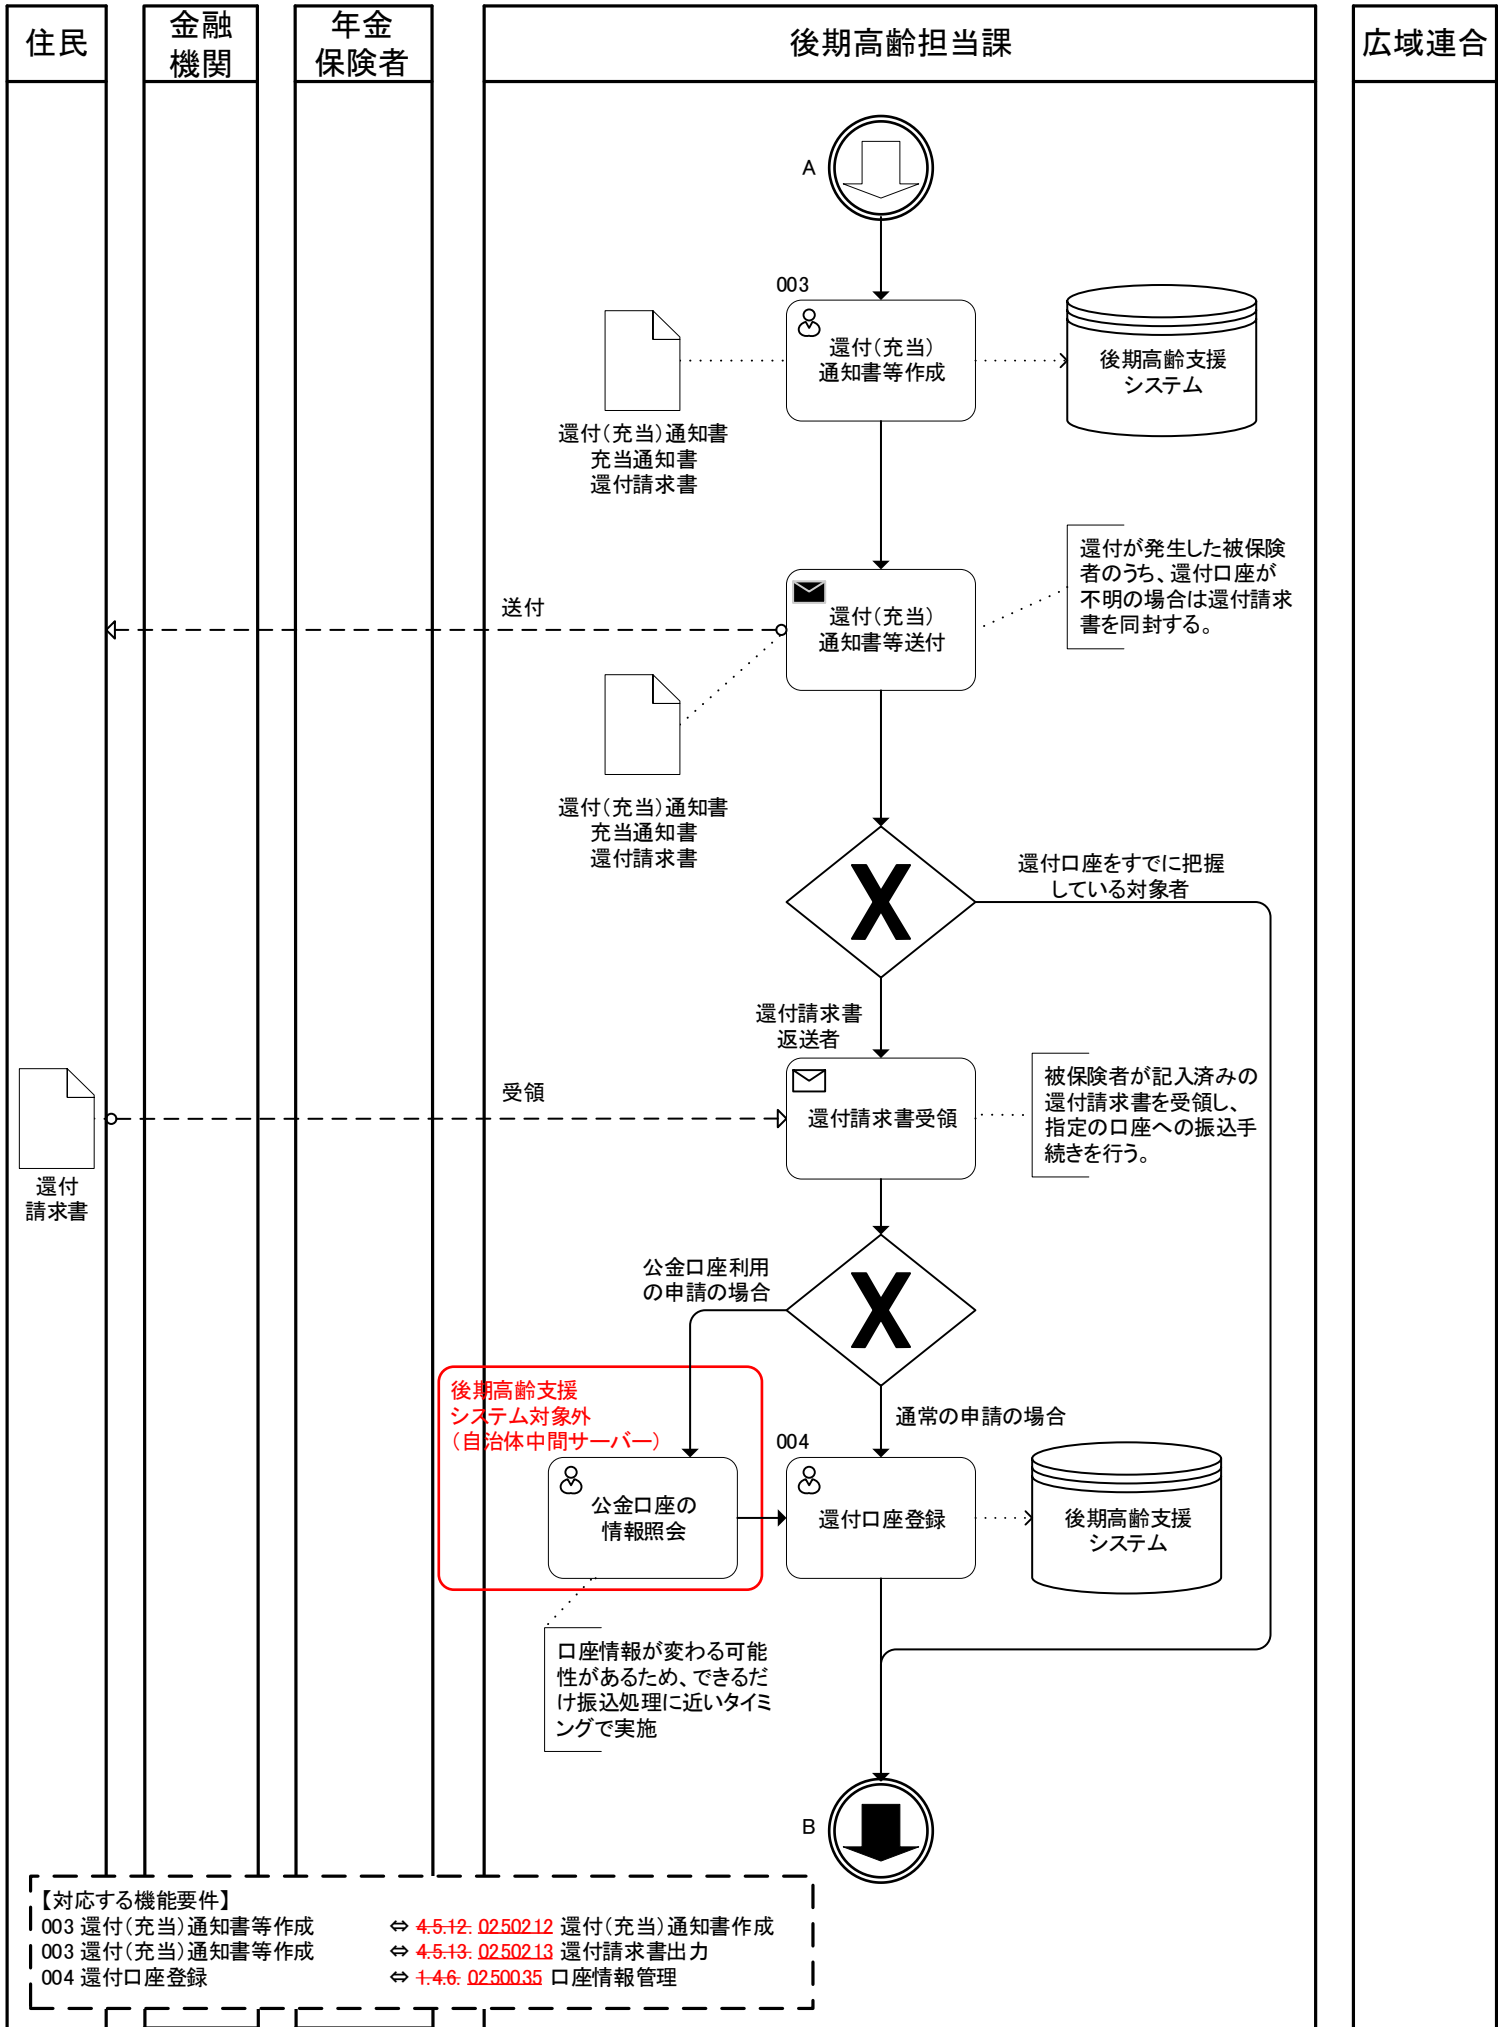 住民
金融
機関
年金
保険者
後期高齢担当課
広域連合
A
003
還付(充当)
通知書等作成
後期高齢支援
システム
還付(充当)通知書
充当通知書
還付請求書
送付
還付(充当)
通知書等送付
還付が発生した被保険
者のうち、還付口座が
不明の場合は還付請求
書を同封する。
還付(充当)通知書
充当通知書
還付請求書
還付口座をすでに把握
している対象者
還付請求書
返送者
受領
還付請求書受領
被保険者が記入済みの
還付請求書を受領し、
指定の口座への振込手
続きを行う。
還付
請求書
公金口座利用
の申請の場合
後期高齢支援
システム対象外
(自治体中間サーバー)
通常の申請の場合
004
公金口座の
情報照会
還付口座登録
後期高齢支援
システム
口座情報が変わる可能
性があるため、できるだ
け振込処理に近いタイミ
ングで実施
B
【対応する機能要件】
003 還付(充当)通知書等作成 ⇔ 4.5.12. 0250212 還付(充当)通知書作成
003 還付(充当)通知書等作成 ⇔ 4.5.13. 0250213 還付請求書出力
004 還付口座登録 ⇔ 1.4.6. 0250035 口座情報管理